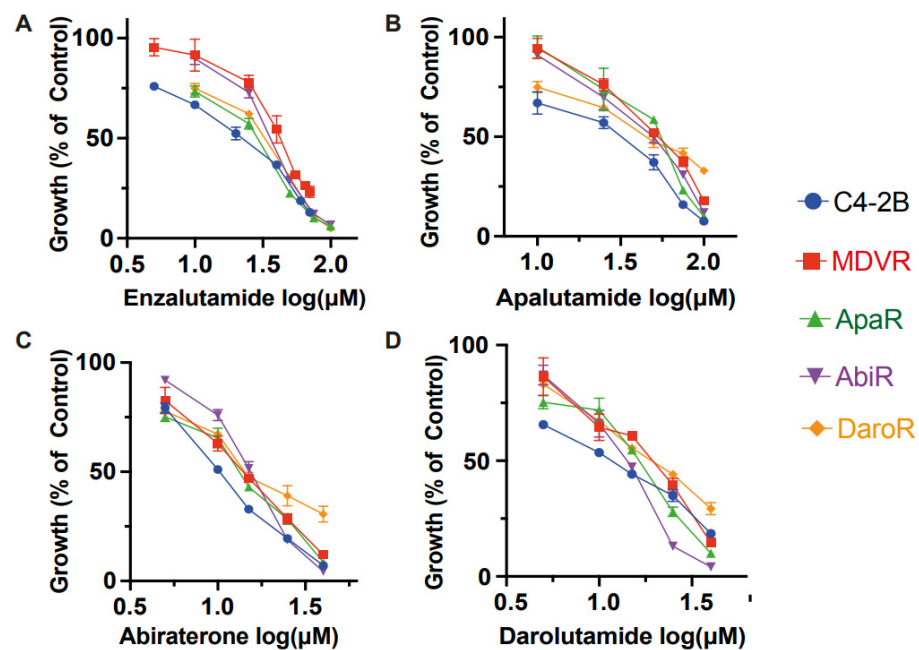 A
Growth (% of Control)
100
50
0
0.5 1.0 1.5 2.0
Enzalutamide log(μM)
B
Growth (% of Control)
100
50
0
1.0 1.5 2.0
Apalutamide log(μM)
C
Growth (% of Control)
100
50
0
0.5 1.0 1.5
Abiraterone log(μM)
D
Growth (% of Control)
100
50
0
0.5 1.0 1.5
Darolutamide log(μM)
C4-2B
MDVR
ApaR
AbiR
DaroR